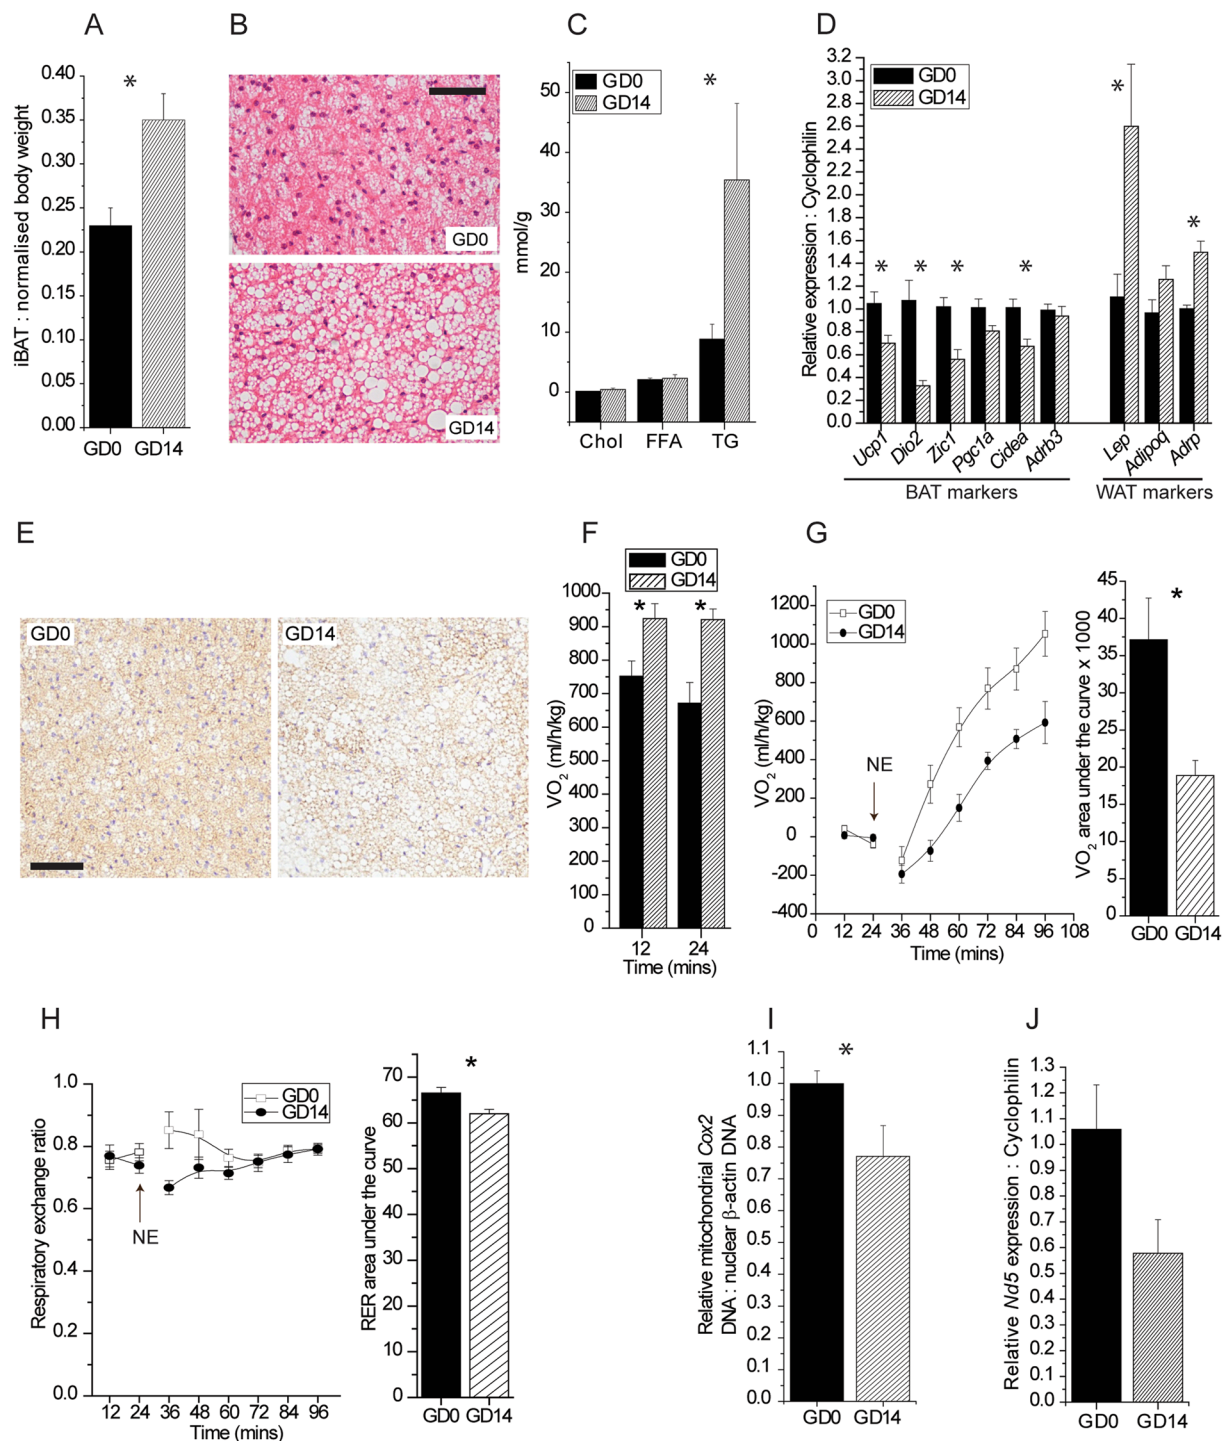 A
iBAT : normalised body weight
0.40
0.35
0.30
0.25
0.20
0.15
0.10
0.05
0.00
*
GD0 GD14
B
GD0
GD14
C
GD0
GD14
mmol/g
50
40
30
20
10
0
*
Chol FFA TG
D
GD0
GD14
Relative expression : Cyclophilin
3.2
3.0
2.8
2.6
2.4
2.2
2.0
1.8
1.6
1.4
1.2
1.0
0.8
0.6
0.4
0.2
0.0
* * * * * *
Ucp1 Dio2 Zic1 Pgc1a Cidea Adrb3 Lep Adipoq Adrp
BAT markers WAT markers
E
GD0
GD14
F
GD0
GD14
VO2 (ml/h/kg)
1000
900
800
700
600
500
400
300
200
100
0
* *
12 24
Time (mins)
G
GD0
GD14
VO2 (ml/h/kg)
1200
1000
800
600
400
200
0
-200
-400
NE
0 12 24 36 48 60 72 84 96 108
Time (mins)
VO2 area under the curve x 1000
45
40
35
30
25
20
15
10
5
0
*
GD0 GD14
H
GD0
GD14
Respiratory exchange ratio
1.0
0.8
0.6
0.4
0.2
0.0
NE
12 24 36 48 60 72 84 96
Time (mins)
RER area under the curve
70
60
50
40
30
20
10
0
*
GD0 GD14
I
Relative mitochondrial Cox2
DNA : nuclear β-actin DNA
1.1
1.0
0.9
0.8
0.7
0.6
0.5
0.4
0.3
0.2
0.1
0.0
*
GD0 GD14
J
Relative Nd5 expression : Cyclophilin
1.3
1.2
1.1
1.0
0.9
0.8
0.7
0.6
0.5
0.4
0.3
0.2
0.1
0.0
GD0 GD14